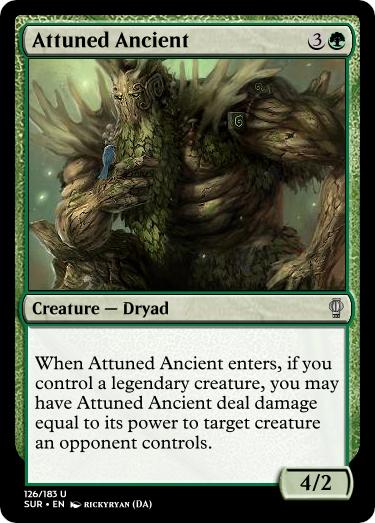 Attuned Ancient 3
Creature — Dryad
When Attuned Ancient enters, if you
control a legendary creature, you may
have Attuned Ancient deal damage
equal to its power to target creature
an opponent controls.
4/2
126/183 U
SUR • EN RICKYRYAN (DA)